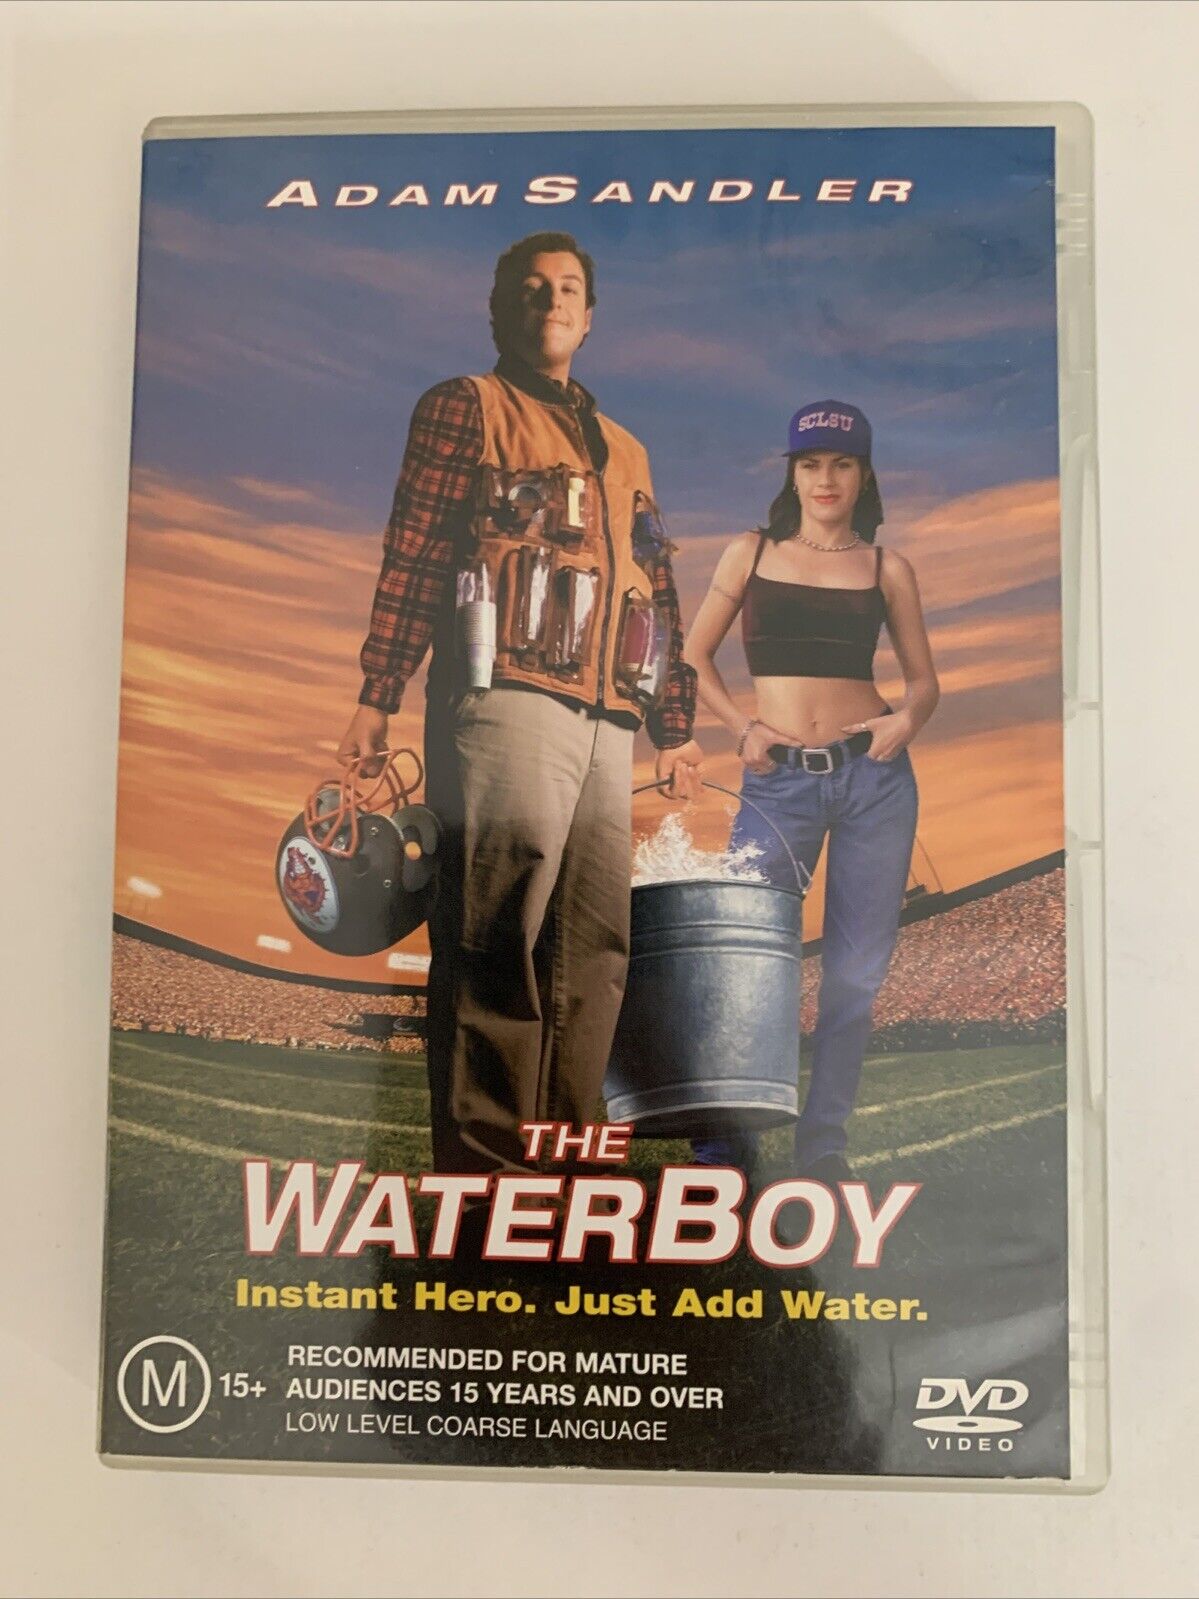 ADAM SANDLER
SCLSU
THE
WATERBOY
Instant Hero. Just Add Water.
M 15+
RECOMMENDED FOR MATURE
AUDIENCES 15 YEARS AND OVER
LOW LEVEL COARSE LANGUAGE
DVD
VIDEO